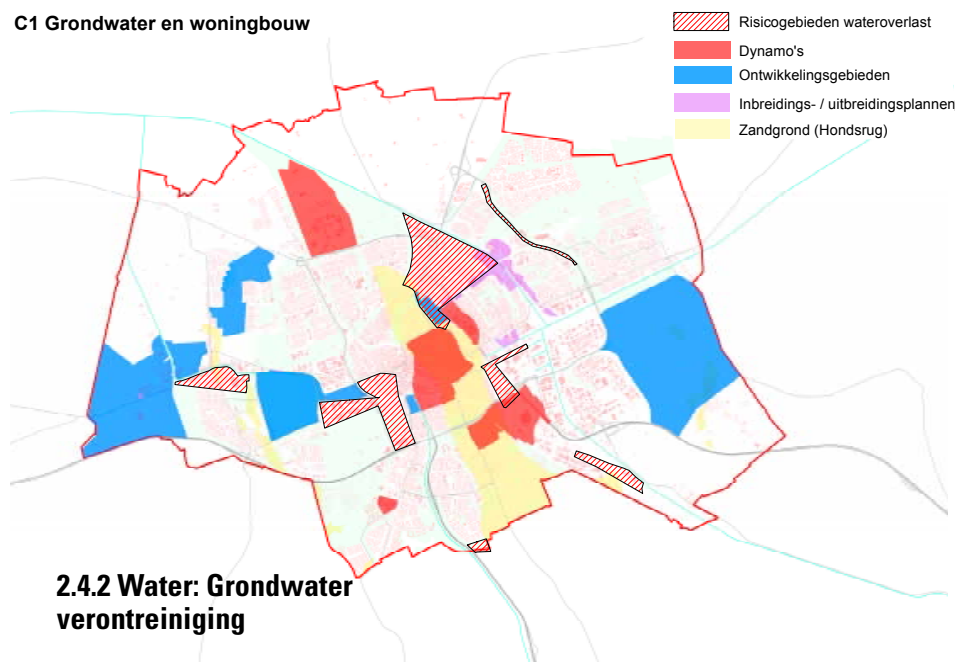 C1 Grondwater en woningbouw
Risicogebieden wateroverlast
Dynamo's
Ontwikkelingsgebieden
Inbreidings- / uitbreidingsplannen
Zandgrond (Hondsrug)
2.4.2 Water: Grondwater
verontreiniging